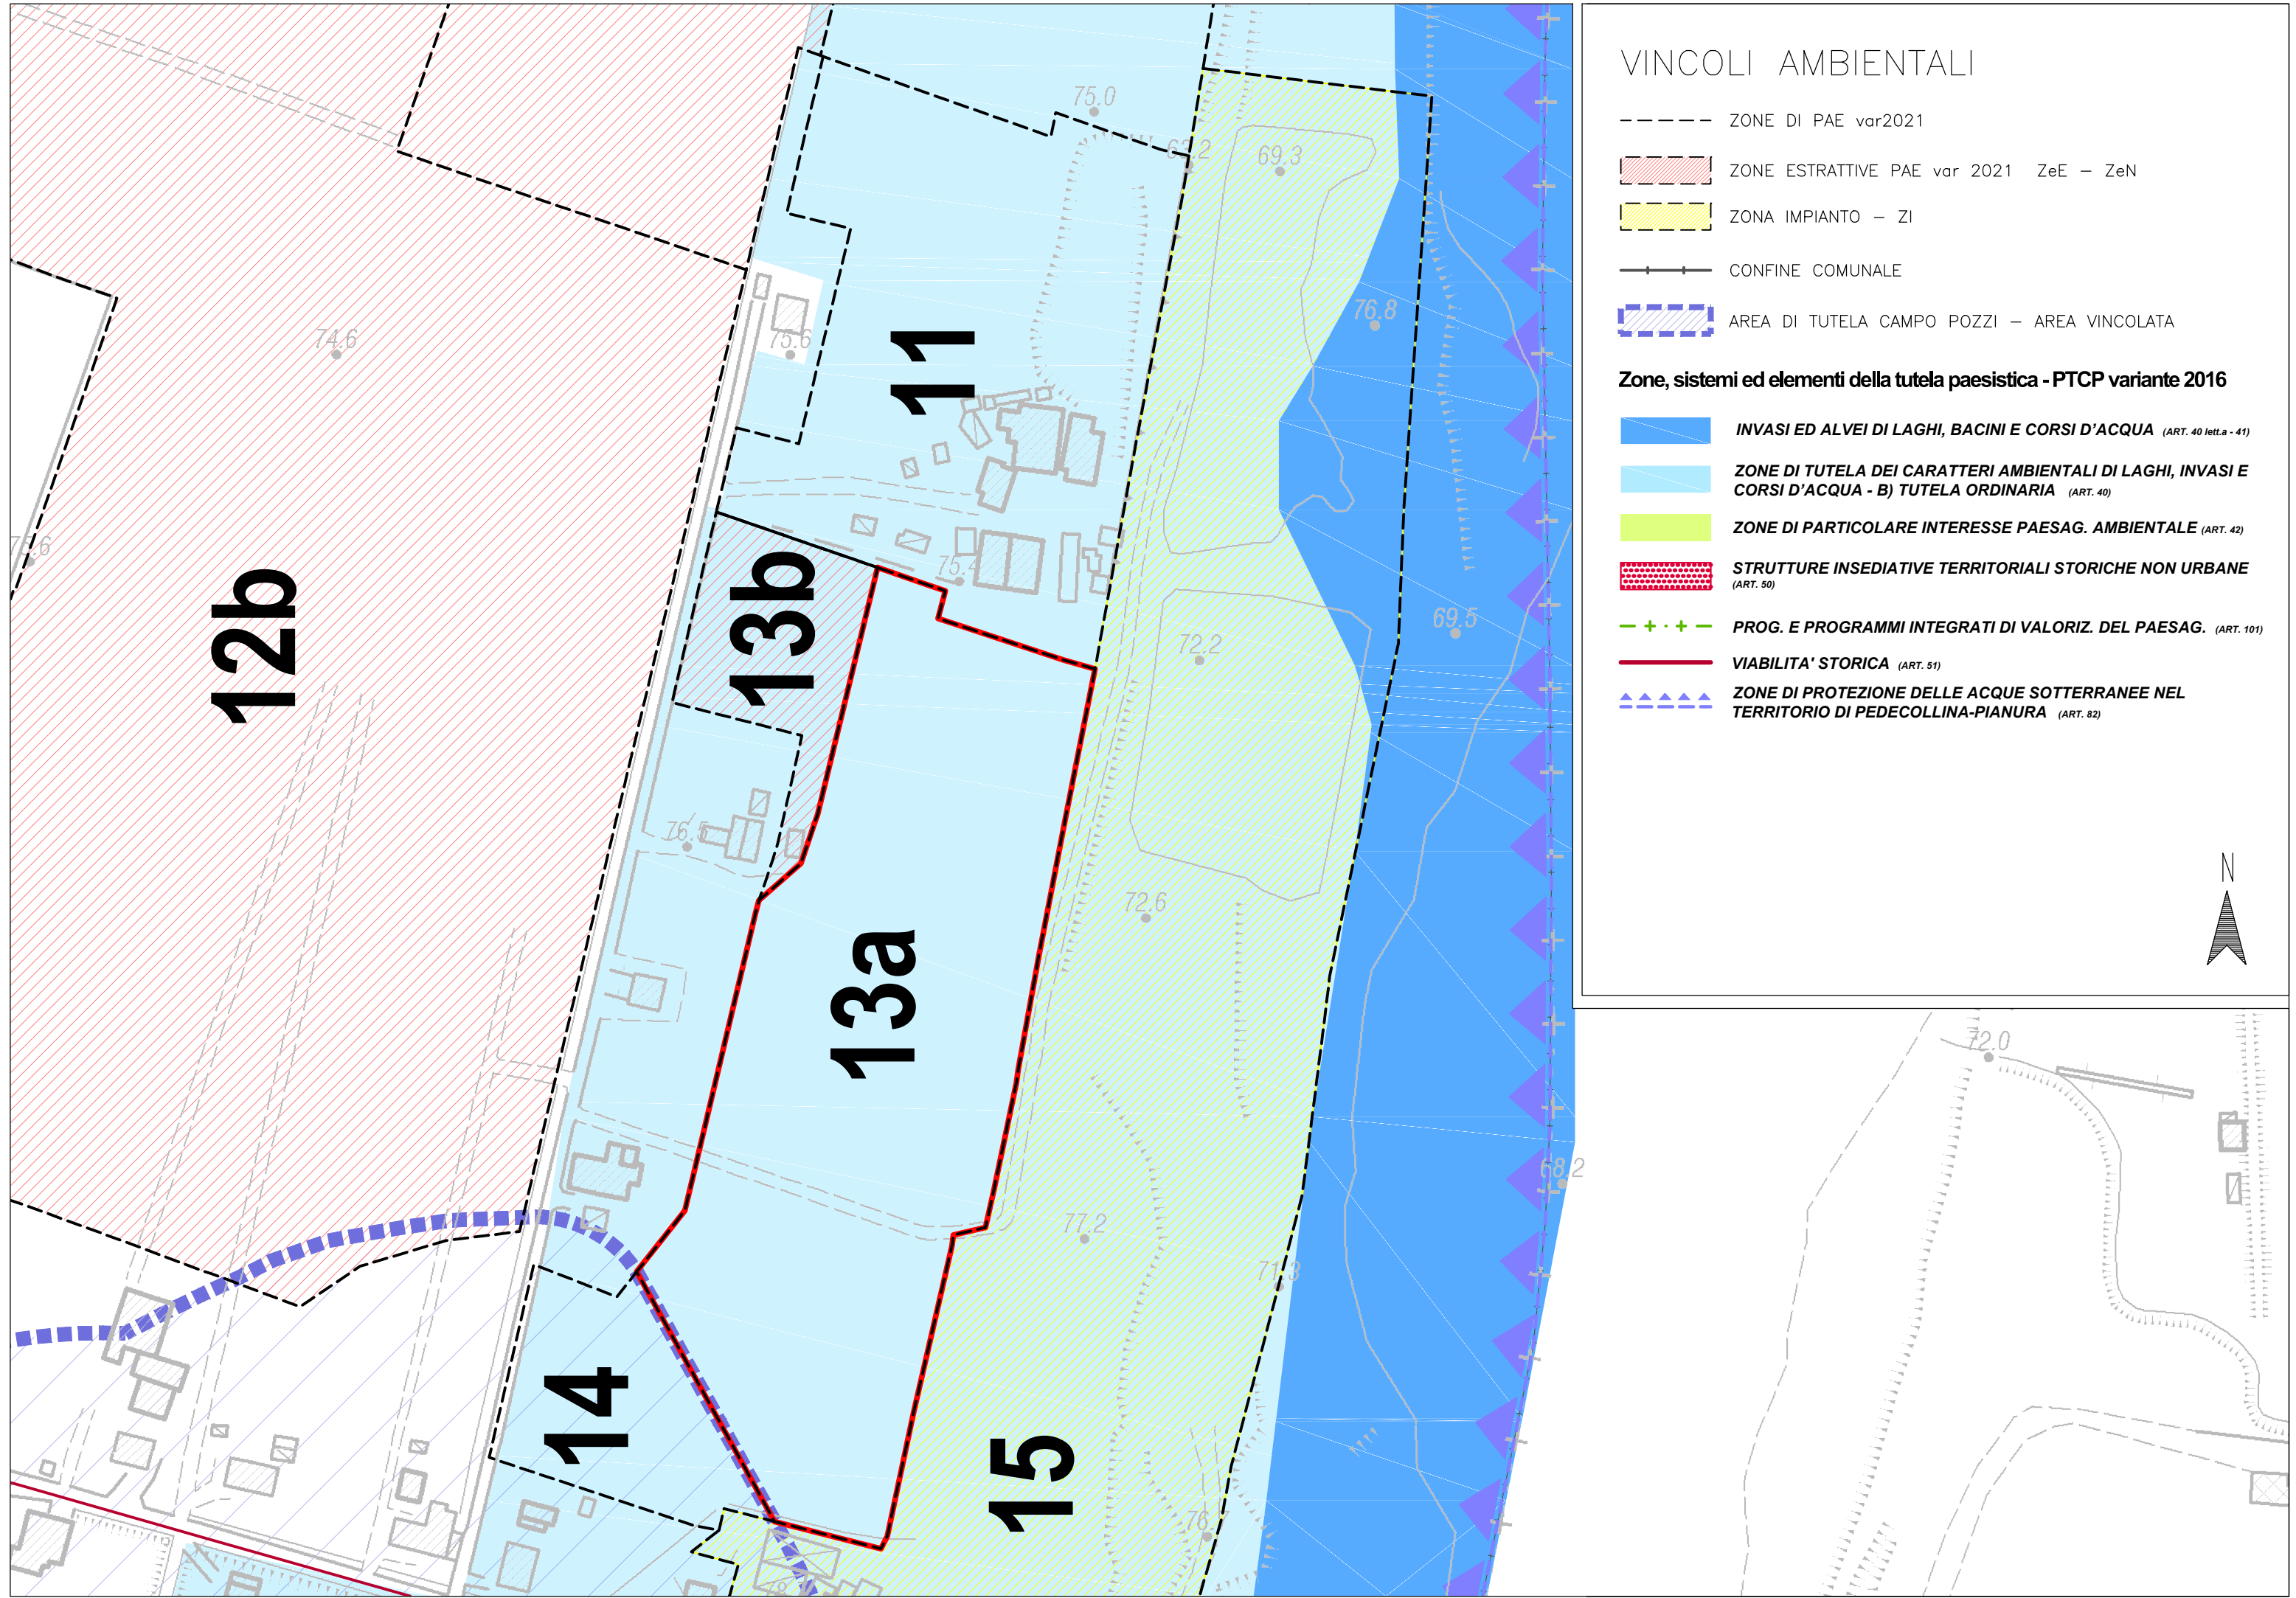 VINCOLI AMBIENTALI
ZONE DI PAE var2021
ZONE ESTRATTIVE PAE var 2021 ZeE – ZeN
ZONA IMPIANTO – ZI
CONFINE COMUNALE
AREA DI TUTELA CAMPO POZZI – AREA VINCOLATA
Zone, sistemi ed elementi della tutela paesistica - PTCP variante 2016
INVASI ED ALVEI DI LAGHI, BACINI E CORSI D'ACQUA (ART. 40 lett.a - 41)
ZONE DI TUTELA DEI CARATTERI AMBIENTALI DI LAGHI, INVASI E
CORSI D'ACQUA - B) TUTELA ORDINARIA (ART. 40)
ZONE DI PARTICOLARE INTERESSE PAESAG. AMBIENTALE (ART. 42)
STRUTTURE INSEDIATIVE TERRITORIALI STORICHE NON URBANE
(ART. 50)
PROG. E PROGRAMMI INTEGRATI DI VALORIZ. DEL PAESAG. (ART. 101)
VIABILITA' STORICA (ART. 51)
ZONE DI PROTEZIONE DELLE ACQUE SOTTERRANEE NEL
TERRITORIO DI PEDECOLLINA-PIANURA (ART. 82)
N
75.0
63.2
69.3
76.8
74.6
75.6
11
75.6
12b
13b
75.4
69.5
72.2
76.5
72.6
13a
72.0
68.2
77.2
71.3
14
15